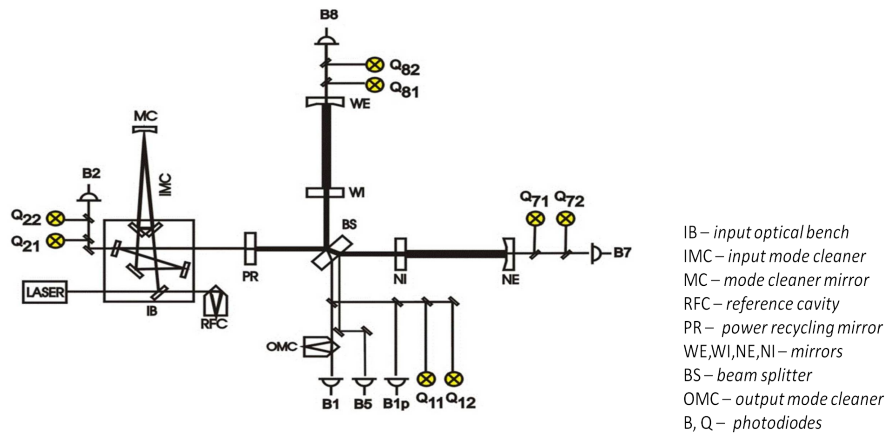 B8
Q82
Q81
WE
MC
IMC
B2
WI
Q22
Q21
BS
Q71 Q72
B7
PR
NI
NE
LASER
IB
RFC
OMC
B1 B5 B1p Q11 Q12
IB – input optical bench
IMC – input mode cleaner
MC – mode cleaner mirror
RFC – reference cavity
PR – power recycling mirror
WE,WI,NE,NI – mirrors
BS – beam splitter
OMC – output mode cleaner
B, Q – photodiodes